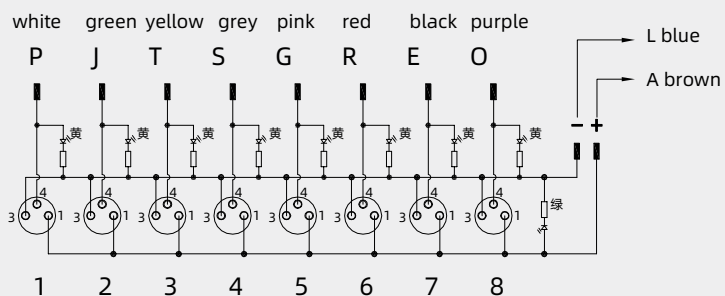 white green yellow grey pink red black purple
P J T S G R E O
L blue
A brown
黄 黄 黄 黄 黄 黄 黄 黄
− +
4 4 4 4 4 4 4 4
绿
3 1 3 1 3 1 3 1 3 1 3 1 3 1 3 1
1 2 3 4 5 6 7 8